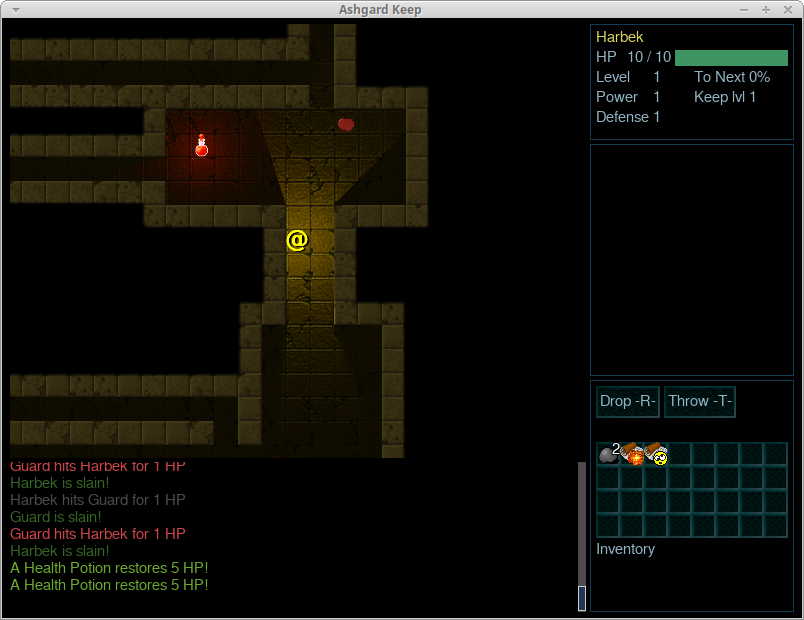 Ashgard Keep
Harbek
HP 10 / 10
Level 1 To Next 0%
Power 1 Keep lvl 1
Defense 1
@
Drop -R- Throw -T-
2
Inventory
Guard hits Harbek for 1 HP
Harbek is slain!
Harbek hits Guard for 1 HP
Guard is slain!
Guard hits Harbek for 1 HP
Harbek is slain!
A Health Potion restores 5 HP!
A Health Potion restores 5 HP!